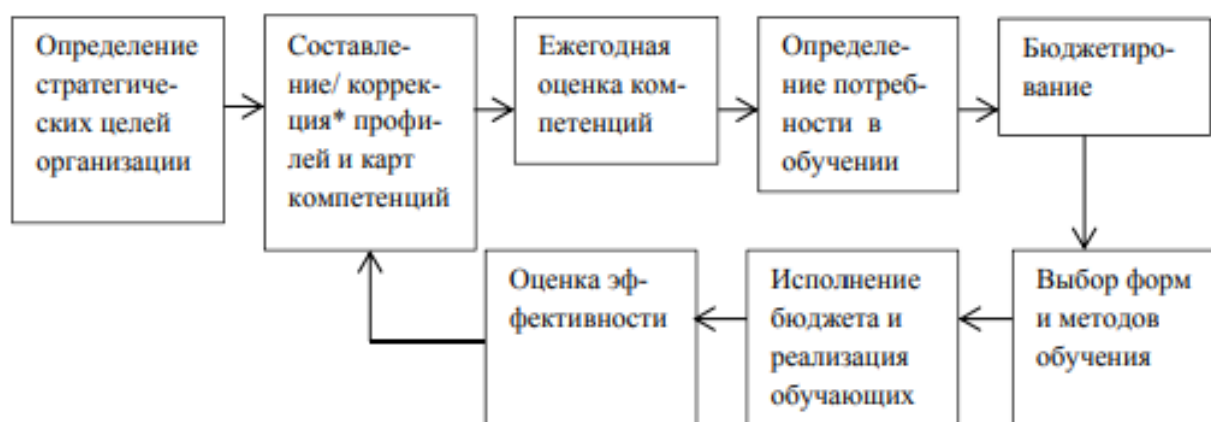 Определение
стратегиче-
ских целей
организации
Составле-
ние/ коррек-
ция* профи-
лей и карт
компетенций
Ежегодная
оценка ком-
петенций
Определе-
ние потреб-
ности в
обучении
Бюджетиро-
вание
Выбор форм
и методов
обучения
Исполнение
бюджета и
реализация
обучающих
Оценка эф-
фективности